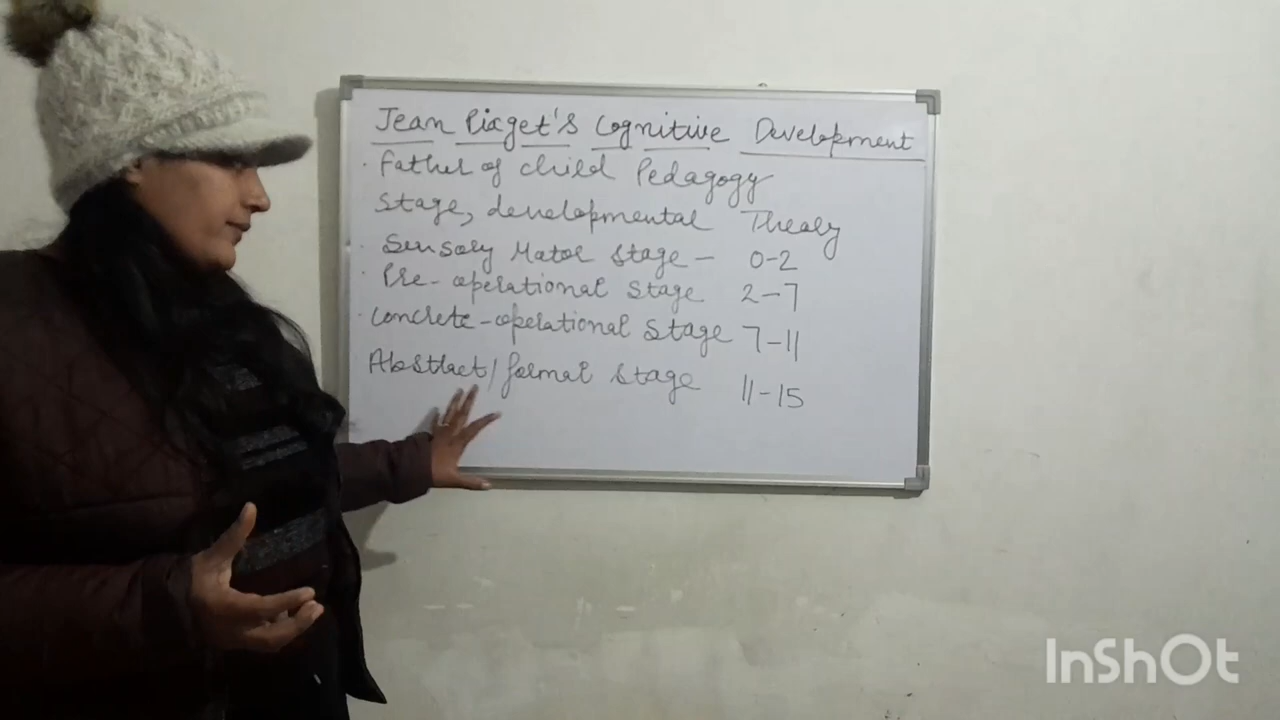 Jean Piaget's Cognitive Development
· Father of child Pedagogy
Stage, developmental Theory
· Sensory Motor Stage - 0-2
· Pre-operational Stage 2-7
· Concrete-operational Stage 7-11
Abstract/formal Stage 11-15
InShOt